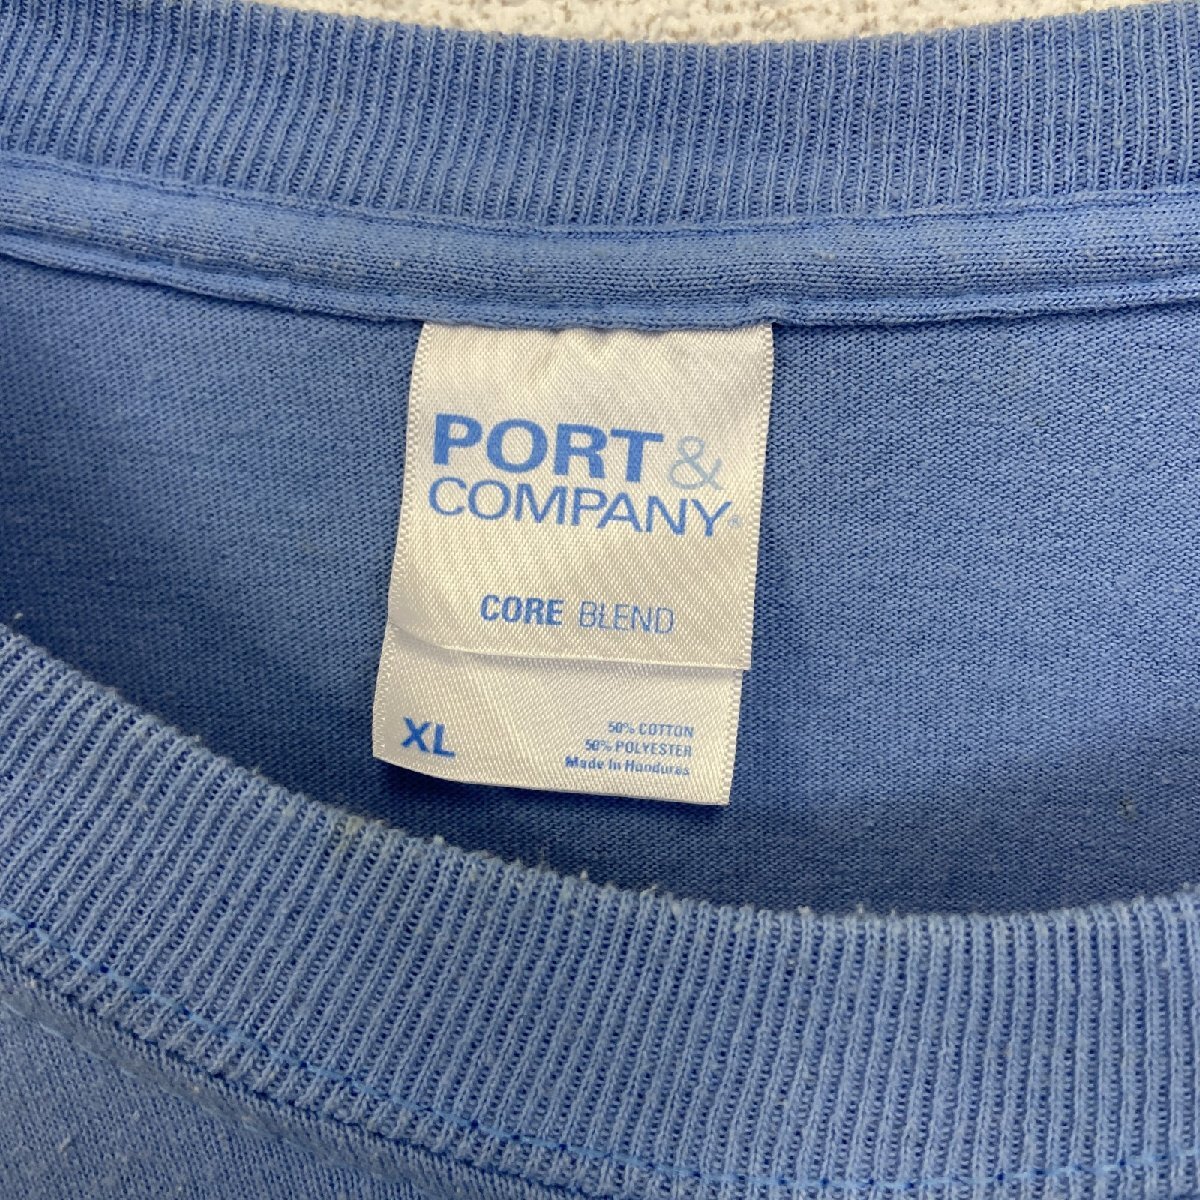 PORT &
COMPANY®
CORE BLEND
XL
50% COTTON
50% POLYESTER
Made In Honduras